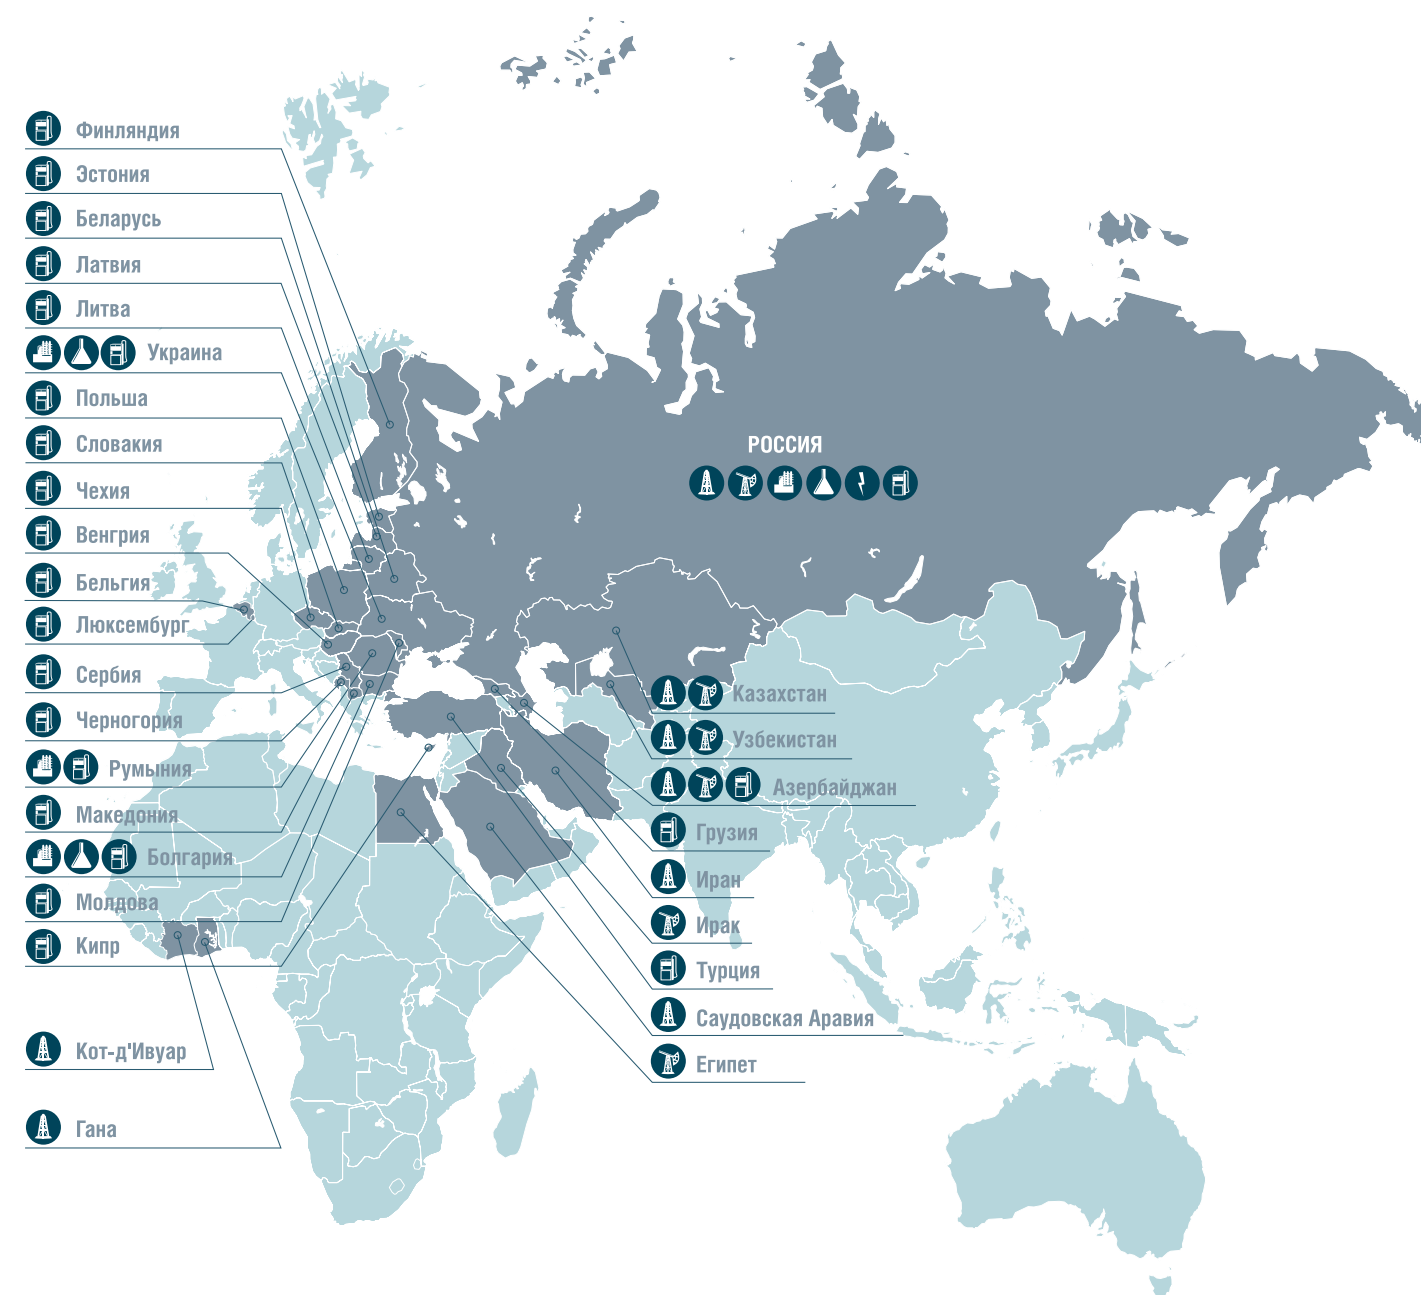 Финляндия
Эстония
Беларусь
Латвия
Литва
Украина
Польша
Словакия
Чехия
Венгрия
Бельгия
Люксембург
Сербия
Черногория
Румыния
Македония
Болгария
Молдова
Кипр
Кот-д'Ивуар
Гана
РОССИЯ
Казахстан
Узбекистан
Азербайджан
Грузия
Иран
Ирак
Турция
Саудовская Аравия
Египет